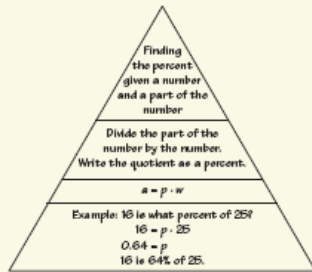 Finding
the percent
given a number
and a part of the
number
Divide the part of the
number by the number.
Write the quotient as a percent.
a = p · w
Example: 16 is what percent of 25?
16 = p · 25
0.64 = p
16 is 64% of 25.